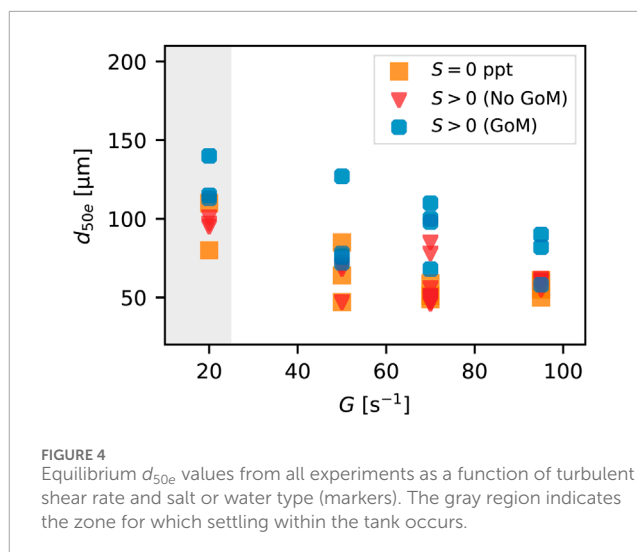 200
150
100
50
d50e [μm]
S = 0 ppt
S > 0 (No GoM)
S > 0 (GoM)
20
40
60
80
100
G [s⁻¹]
FIGURE 4
Equilibrium d50e values from all experiments as a function of turbulent
shear rate and salt or water type (markers). The gray region indicates
the zone for which settling within the tank occurs.